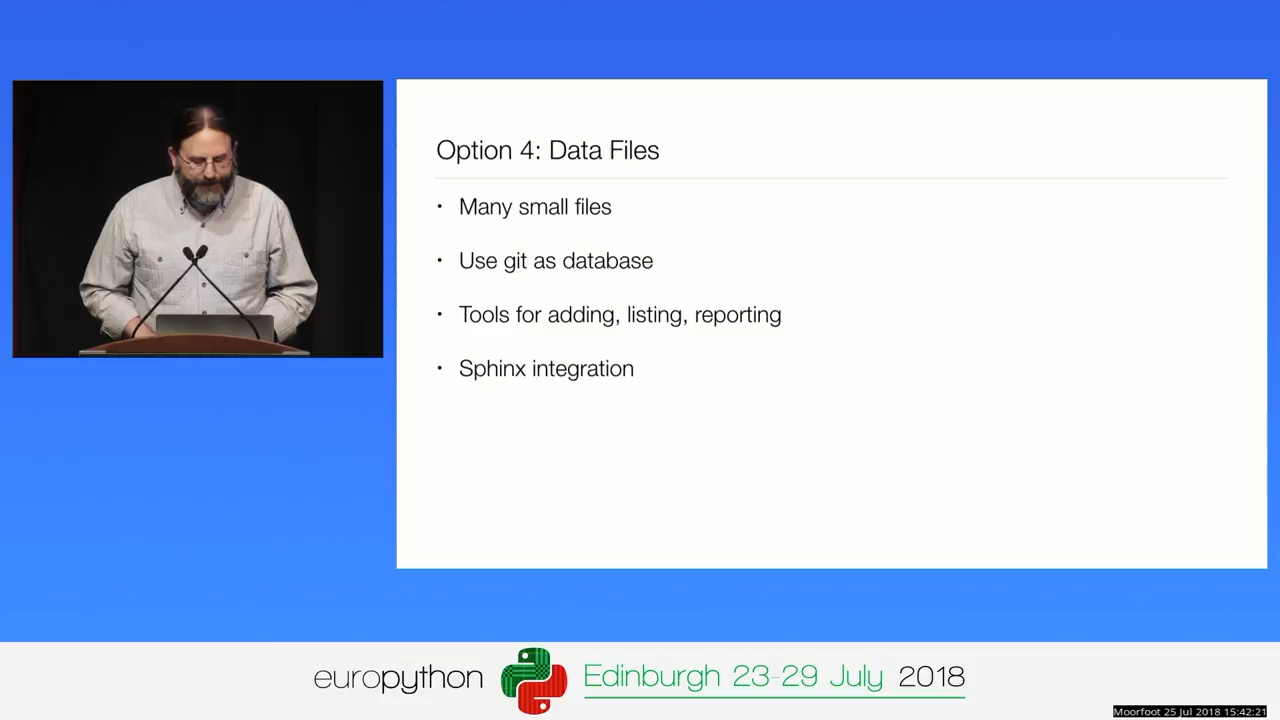 Option 4: Data Files
• Many small files
• Use git as database
• Tools for adding, listing, reporting
• Sphinx integration
europython Edinburgh 23-29 July 2018
Moorfoot 25 Jul 2018 15:42:21